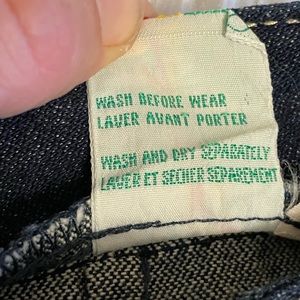 WASH BEFORE WEAR
LAVER AVANT PORTER
WASH AND DRY SEPARATELY
LAVER ET SECHER SEPAREMENT